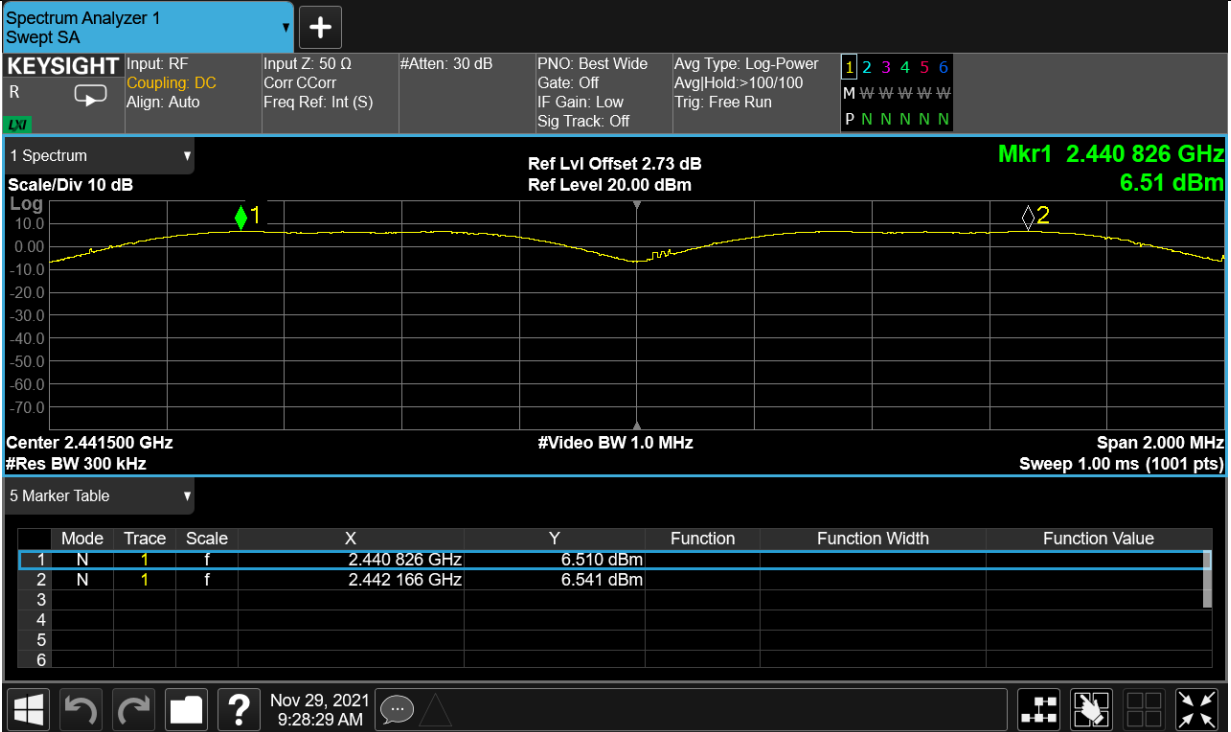 Spectrum Analyzer 1
Swept SA
+
KEYSIGHT Input: RF Input Z: 50 Ω #Atten: 30 dB PNO: Best Wide Avg Type: Log-Power 1 2 3 4 5 6
R Coupling: DC Corr CCorr Gate: Off Avg|Hold:>100/100
Align: Auto Freq Ref: Int (S) IF Gain: Low Trig: Free Run M W W W W W
LXI Sig Track: Off P N N N N N N
1 Spectrum Ref Lvl Offset 2.73 dB Mkr1 2.440 826 GHz
Scale/Div 10 dB Ref Level 20.00 dBm 6.51 dBm
Log
1 2
10.0
0.00
-10.0
-20.0
-30.0
-40.0
-50.0
-60.0
-70.0
Center 2.441500 GHz #Video BW 1.0 MHz Span 2.000 MHz
#Res BW 300 kHz Sweep 1.00 ms (1001 pts)
5 Marker Table
Mode Trace Scale X Y Function Function Width Function Value
1 N 1 f 2.440 826 GHz 6.510 dBm
2 N 1 f 2.442 166 GHz 6.541 dBm
3
4
5
6
? Nov 29, 2021
9:28:29 AM